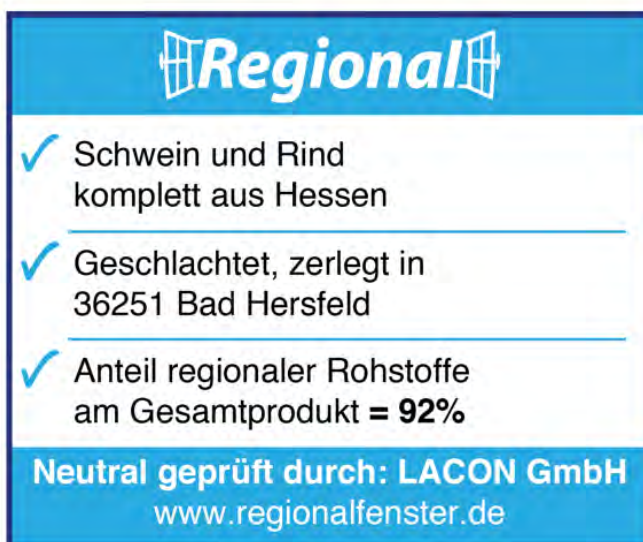 Regional
Schwein und Rind
komplett aus Hessen
Geschlachtet, zerlegt in
36251 Bad Hersfeld
Anteil regionaler Rohstoffe
am Gesamtprodukt = 92%
Neutral geprüft durch: LACON GmbH
www.regionalfenster.de